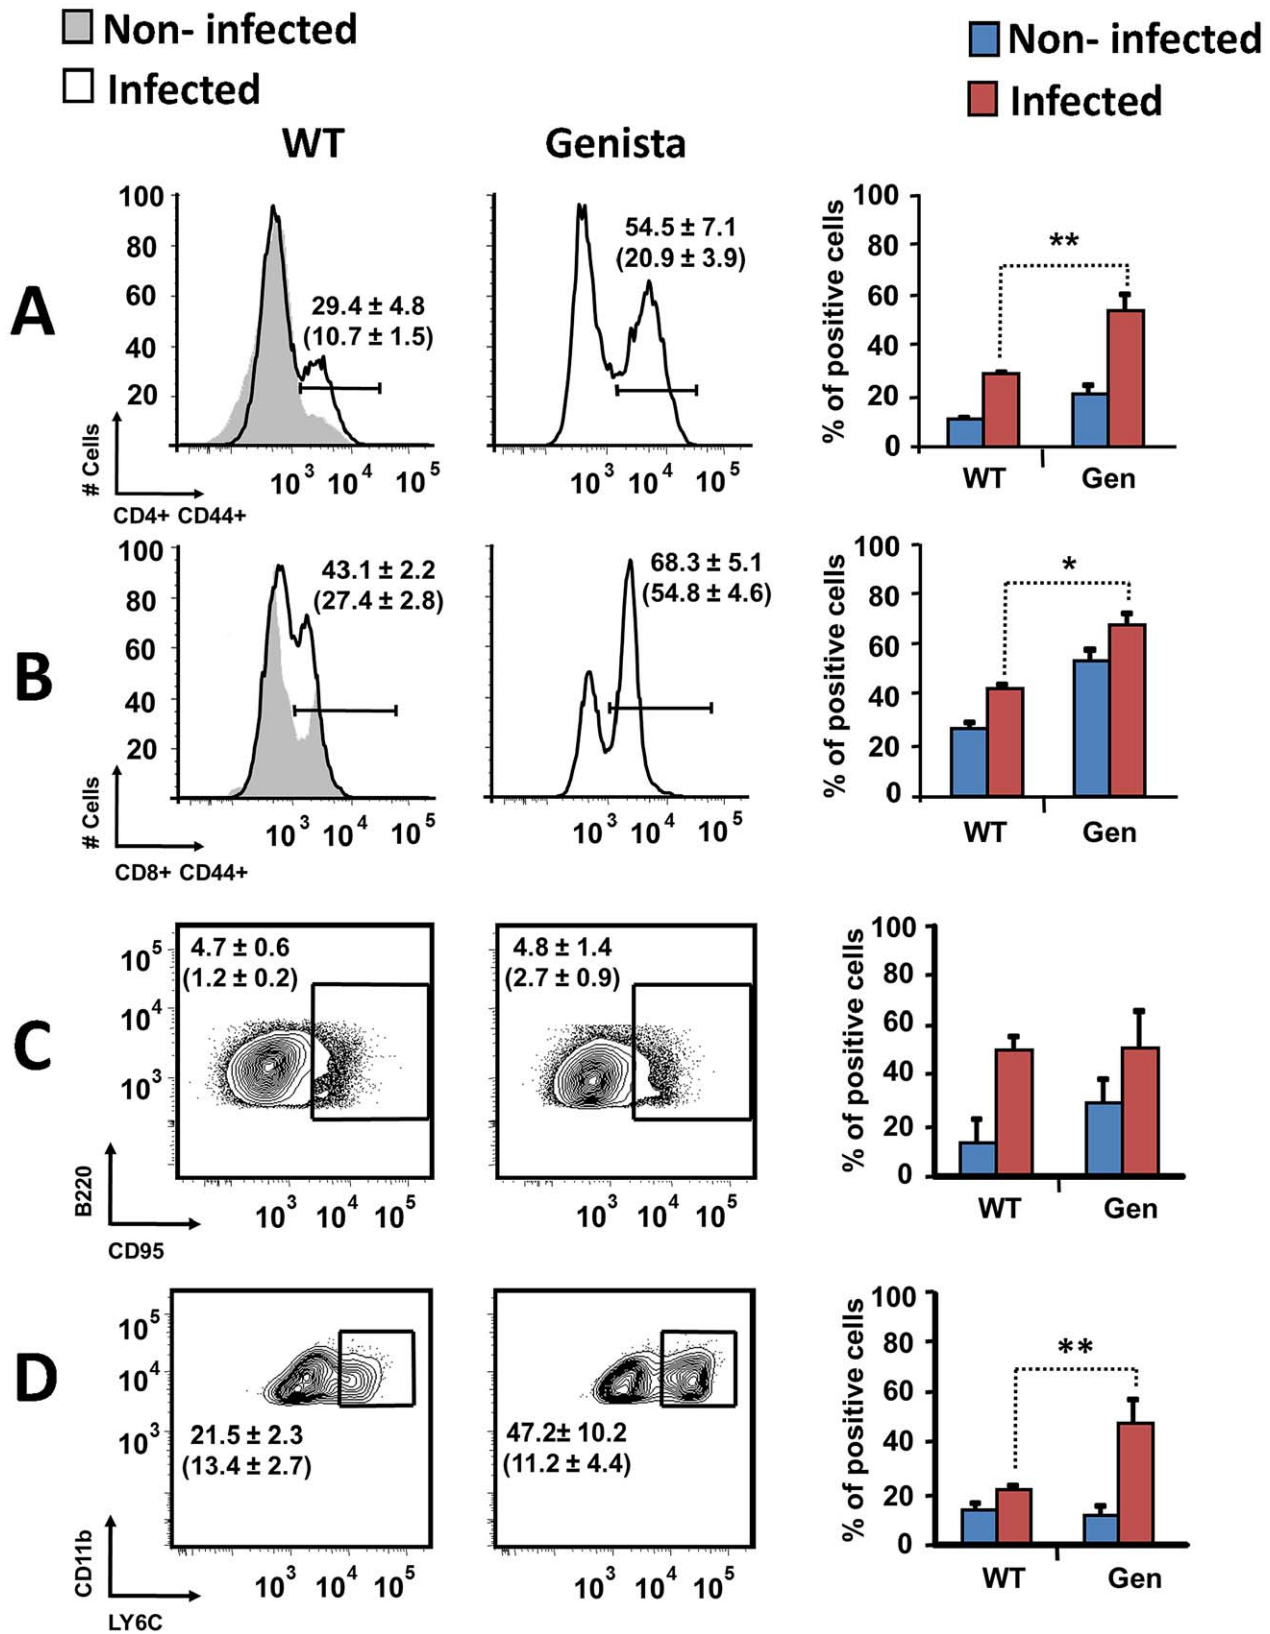 Non- infected
Infected
Non- infected
Infected
WT
Genista
A
100
80
60
40
20
# Cells
29.4 ± 4.8
(10.7 ± 1.5)
10^3 10^4 10^5
CD4+ CD44+
54.5 ± 7.1
(20.9 ± 3.9)
10^3 10^4 10^5
% of positive cells
100
80
60
40
20
0
**
WT
Gen
B
100
80
60
40
20
# Cells
43.1 ± 2.2
(27.4 ± 2.8)
10^3 10^4 10^5
CD8+ CD44+
68.3 ± 5.1
(54.8 ± 4.6)
10^3 10^4 10^5
% of positive cells
100
80
60
40
20
0
*
WT
Gen
C
10^5
10^4
10^3
B220
4.7 ± 0.6
(1.2 ± 0.2)
10^3 10^4 10^5
CD95
4.8 ± 1.4
(2.7 ± 0.9)
10^3 10^4 10^5
% of positive cells
100
80
60
40
20
0
WT
Gen
D
10^5
10^4
10^3
CD11b
21.5 ± 2.3
(13.4 ± 2.7)
10^3 10^4 10^5
LY6C
47.2± 10.2
(11.2 ± 4.4)
10^3 10^4 10^5
% of positive cells
100
80
60
40
20
0
**
WT
Gen